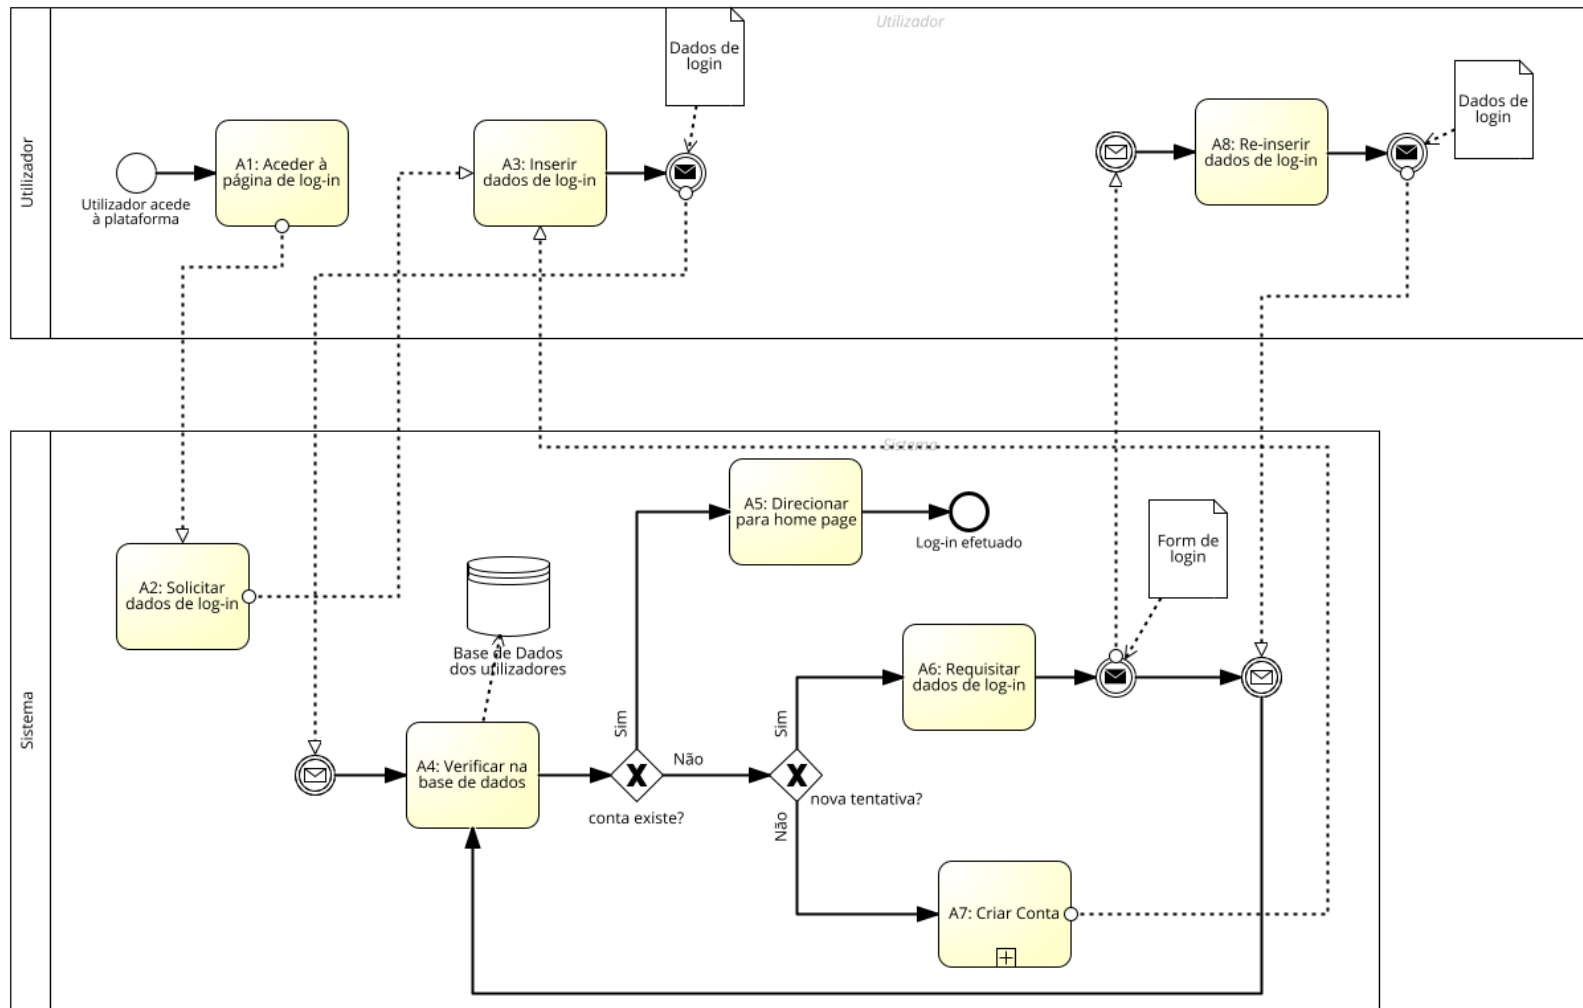 Utilizador
Utilizador
Dados de
login
Dados de
login
A1: Aceder à
página de log-in
A3: Inserir
dados de log-in
A8: Re-inserir
dados de log-in
Utilizador acede
à plataforma
Sistema
Sistema
A5: Direcionar
para home page
Log-in efetuado
Form de
login
A2: Solicitar
dados de log-in
Base de Dados
dos utilizadores
A6: Requisitar
dados de log-in
Sim
Sim
Não
A4: Verificar na
base de dados
conta existe?
nova tentativa?
Não
A7: Criar Conta